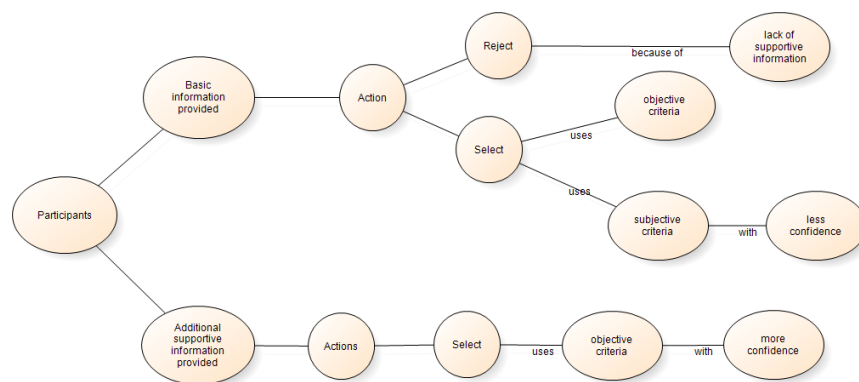 lack of
supportive
information
Reject
because of
Basic
information
provided
Action
objective
criteria
uses
Select
uses
Participants
subjective
criteria
with
less
confidence
Additional
supportive
information
provided
Actions
Select
uses
objective
criteria
with
more
confidence